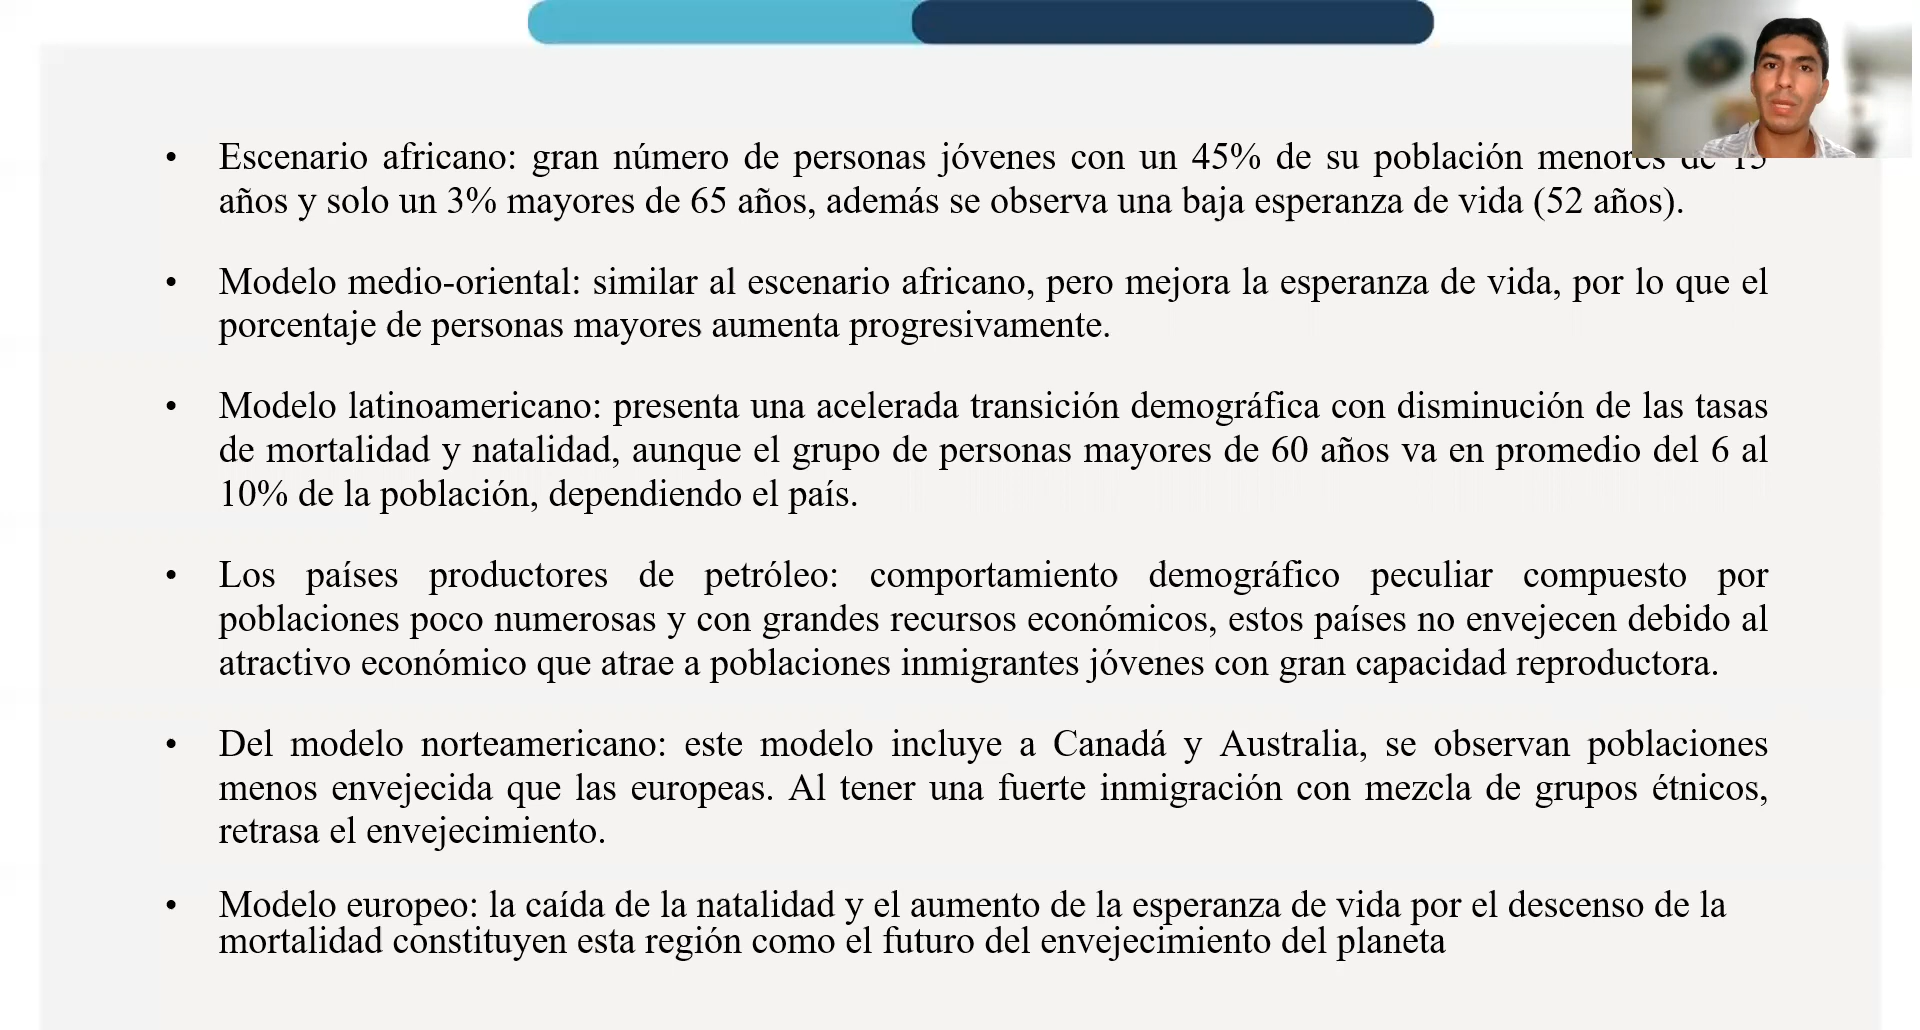 • Escenario africano: gran número de personas jóvenes con un 45% de su población menores de 15
años y solo un 3% mayores de 65 años, además se observa una baja esperanza de vida (52 años).
• Modelo medio-oriental: similar al escenario africano, pero mejora la esperanza de vida, por lo que el
porcentaje de personas mayores aumenta progresivamente.
• Modelo latinoamericano: presenta una acelerada transición demográfica con disminución de las tasas
de mortalidad y natalidad, aunque el grupo de personas mayores de 60 años va en promedio del 6 al
10% de la población, dependiendo el país.
• Los países productores de petróleo: comportamiento demográfico peculiar compuesto por
poblaciones poco numerosas y con grandes recursos económicos, estos países no envejecen debido al
atractivo económico que atrae a poblaciones inmigrantes jóvenes con gran capacidad reproductora.
• Del modelo norteamericano: este modelo incluye a Canadá y Australia, se observan poblaciones
menos envejecida que las europeas. Al tener una fuerte inmigración con mezcla de grupos étnicos,
retrasa el envejecimiento.
• Modelo europeo: la caída de la natalidad y el aumento de la esperanza de vida por el descenso de la
mortalidad constituyen esta región como el futuro del envejecimiento del planeta